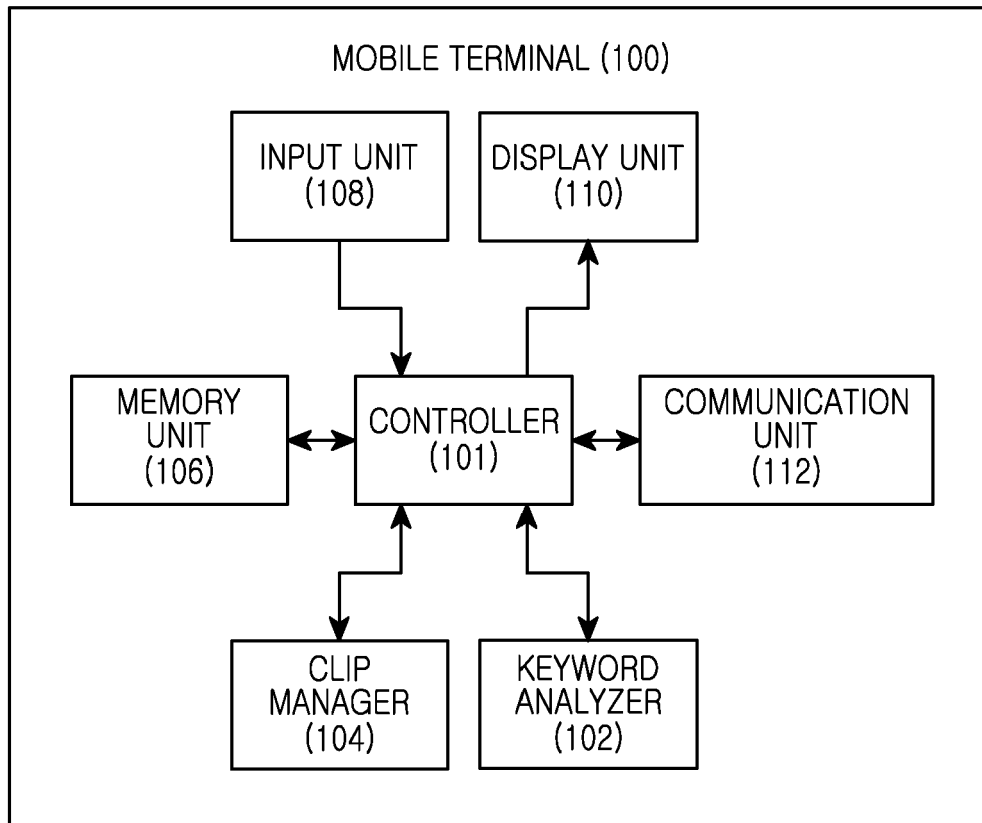 MOBILE TERMINAL (100)
INPUT UNIT
(108)
DISPLAY UNIT
(110)
MEMORY
UNIT
(106)
CONTROLLER
(101)
COMMUNICATION
UNIT
(112)
CLIP
MANAGER
(104)
KEYWORD
ANALYZER
(102)